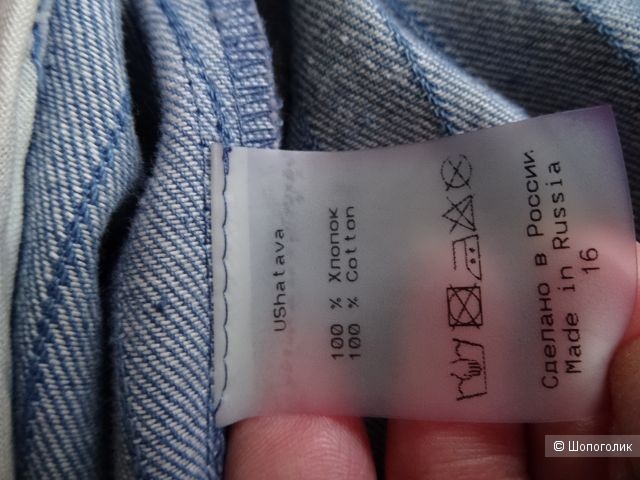 UShatava
100 % Хлопок
100 % Cotton
Сделано в России
Made in Russia
16
© Шопоголик